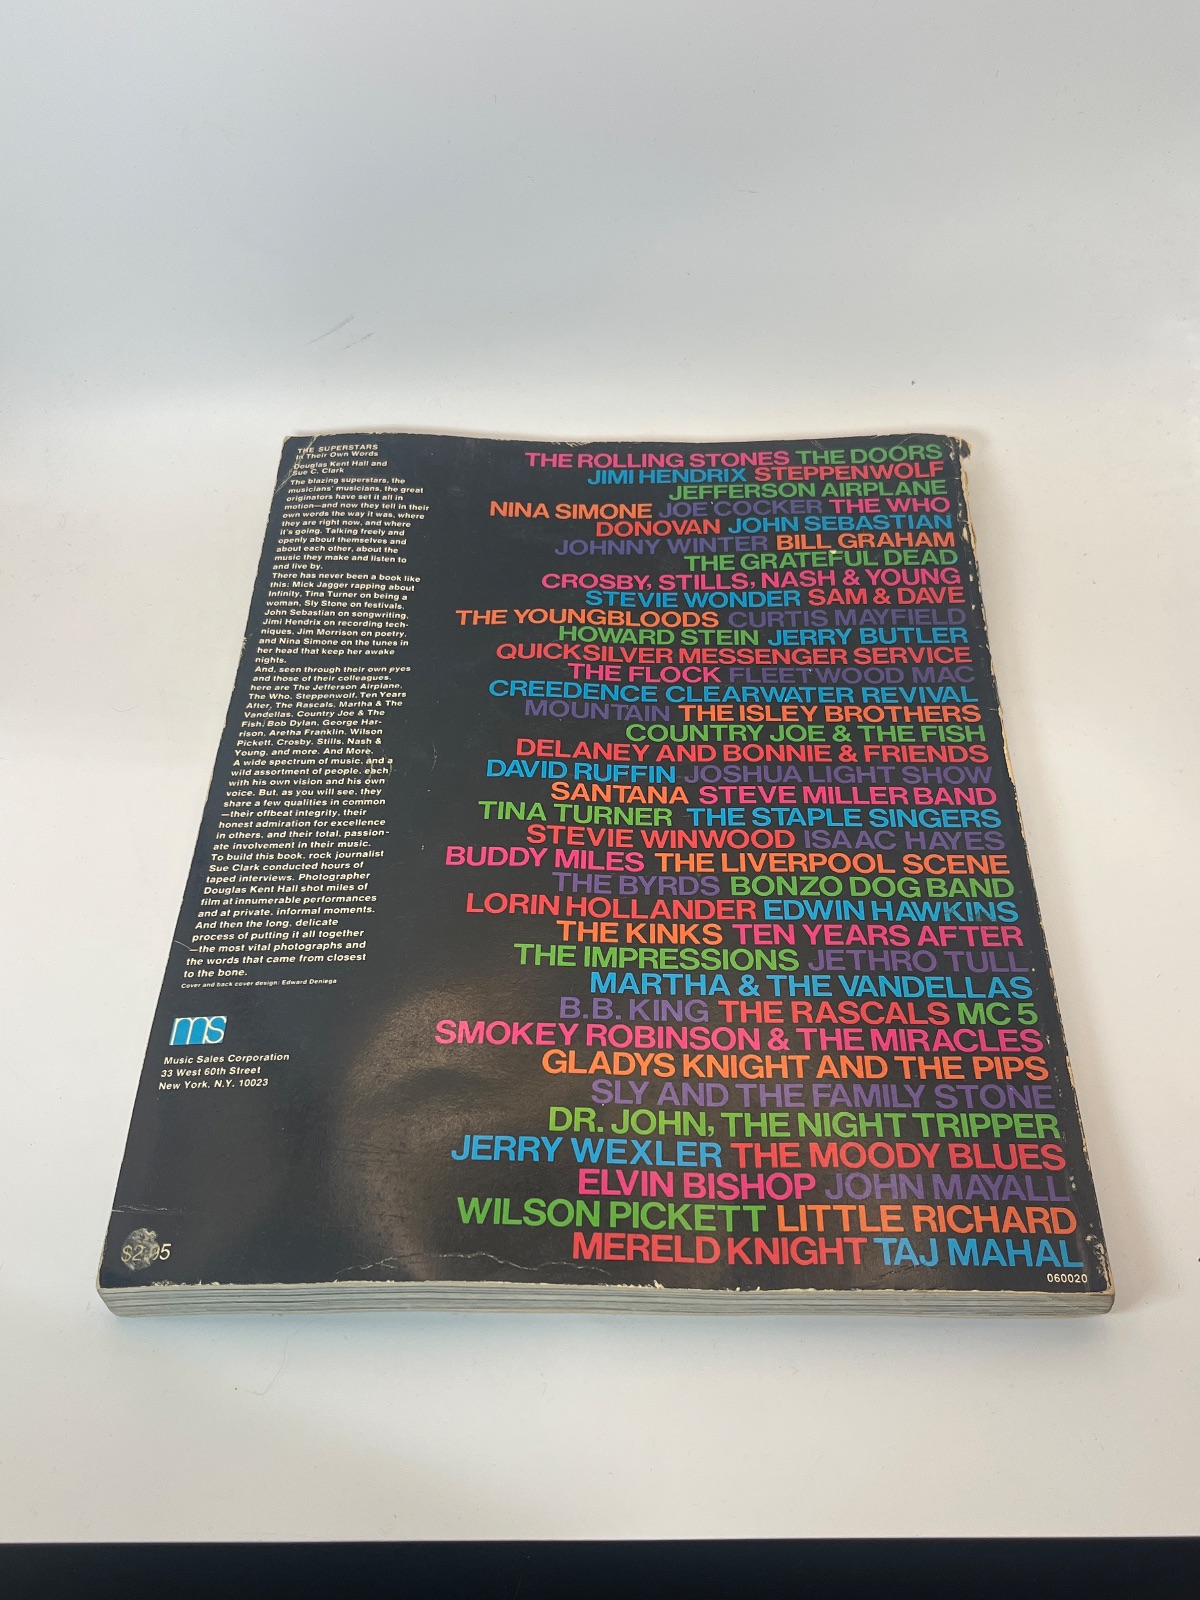 THE SUPERSTARS
In Their Own Words
Douglas Kent Hall and
Sue C. Clark
The blazing superstars, the
musicians' musicians, the great
originators have set it all in
motion—and now they tell in their
own words the way it was, where
they are right now, and where
it's going. Talking freely and
openly about themselves and
about each other, about the
music they make and listen to
and live by.
There has never been a book like
this: Mick Jagger rapping about
Infinity, Tina Turner on being a
woman, Sly Stone on festivals,
John Sebastian on songwriting,
Jimi Hendrix on recording tech-
niques, Jim Morrison on poetry,
and Nina Simone on the tunes in
her head that keep her awake
nights.
And, seen through their own eyes
and those of their colleagues,
here are The Jefferson Airplane,
The Who, Steppenwolf, Ten Years
After, The Rascals, Martha & The
Vandellas, Country Joe & The
Fish, Bob Dylan, George Har-
rison, Aretha Franklin, Wilson
Pickett, Crosby, Stills, Nash &
Young, and more. And More.
A wide spectrum of music, and a
wild assortment of people, each
with his own vision and his own
voice. But, as you will see, they
share a few qualities in common
—their offbeat integrity, their
honest admiration for excellence
in others, and their total, passion-
ate involvement in their music.
To build this book, rock journalist
Sue Clark conducted hours of
taped interviews. Photographer
Douglas Kent Hall shot miles of
film at innumerable performances
and at private, informal moments.
And then the long, delicate
process of putting it all together
—the most vital photographs and
the words that came from closest
to the bone.
Cover and back cover design: Edward Deniega
ms
Music Sales Corporation
33 West 60th Street
New York, N.Y. 10023
$2.95
THE ROLLING STONES THE DOORS
JIMI HENDRIX STEPPENWOLF
JEFFERSON AIRPLANE
NINA SIMONE JOE COCKER THE WHO
DONOVAN JOHN SEBASTIAN
JOHNNY WINTER BILL GRAHAM
THE GRATEFUL DEAD
CROSBY, STILLS, NASH & YOUNG
STEVIE WONDER SAM & DAVE
THE YOUNGBLOODS CURTIS MAYFIELD
HOWARD STEIN JERRY BUTLER
QUICKSILVER MESSENGER SERVICE
THE FLOCK FLEETWOOD MAC
CREEDENCE CLEARWATER REVIVAL
MOUNTAIN THE ISLEY BROTHERS
COUNTRY JOE & THE FISH
DELANEY AND BONNIE & FRIENDS
DAVID RUFFIN JOSHUA LIGHT SHOW
SANTANA STEVE MILLER BAND
TINA TURNER THE STAPLE SINGERS
STEVIE WINWOOD ISAAC HAYES
BUDDY MILES THE LIVERPOOL SCENE
THE BYRDS BONZO DOG BAND
LORIN HOLLANDER EDWIN HAWKINS
THE KINKS TEN YEARS AFTER
THE IMPRESSIONS JETHRO TULL
MARTHA & THE VANDELLAS
B.B. KING THE RASCALS MC 5
SMOKEY ROBINSON & THE MIRACLES
GLADYS KNIGHT AND THE PIPS
SLY AND THE FAMILY STONE
DR. JOHN, THE NIGHT TRIPPER
JERRY WEXLER THE MOODY BLUES
ELVIN BISHOP JOHN MAYALL
WILSON PICKETT LITTLE RICHARD
MERELD KNIGHT TAJ MAHAL
060020